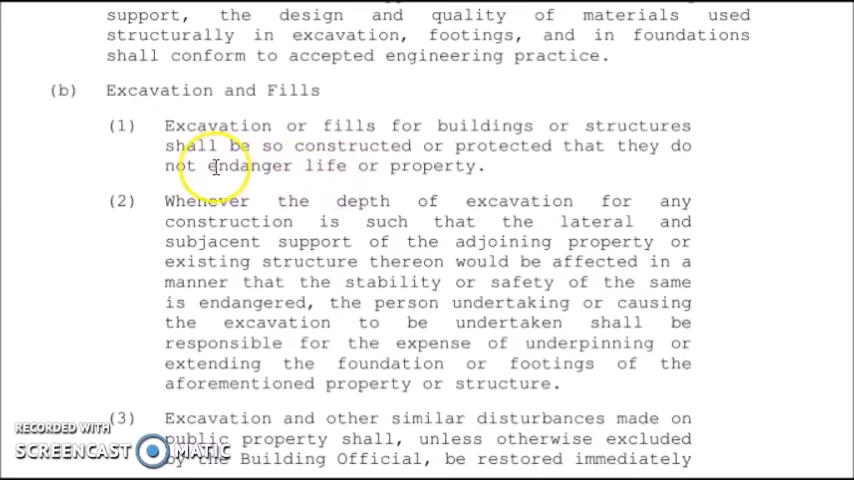 support, the design and quality of materials used
structurally in excavation, footings, and in foundations
shall conform to accepted engineering practice.
(b) Excavation and Fills
(1) Excavation or fills for buildings or structures
shall be so constructed or protected that they do
not endanger life or property.
(2) Whenever the depth of excavation for any
construction is such that the lateral and
subjacent support of the adjoining property or
existing structure thereon would be affected in a
manner that the stability or safety of the same
is endangered, the person undertaking or causing
the excavation to be undertaken shall be
responsible for the expense of underpinning or
extending the foundation or footings of the
aforementioned property or structure.
(3) Excavation and other similar disturbances made on
public property shall, unless otherwise excluded
by the Building Official, be restored immediately
RECORDED WITH
SCREENCAST MATIC